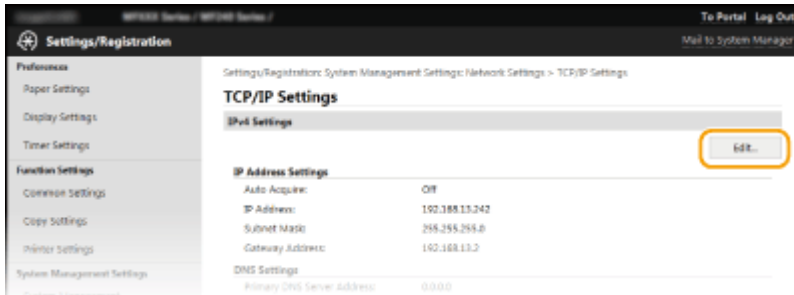 MF630 Series / MF240 Series /
To Portal Log Out
Settings/Registration
Mail to System Manager
Preferences
Paper Settings
Display Settings
Timer Settings
Function Settings
Common Settings
Copy Settings
Printer Settings
System Management Settings
Settings/Registration: System Management Settings: Network Settings > TCP/IP Settings
TCP/IP Settings
IPv4 Settings
Edit...
IP Address Settings
Auto Acquire: Off
IP Address: 192.168.13.242
Subnet Mask: 255.255.255.0
Gateway Address: 192.168.13.2
DNS Settings
Primary DNS Server Address: 0.0.0.0